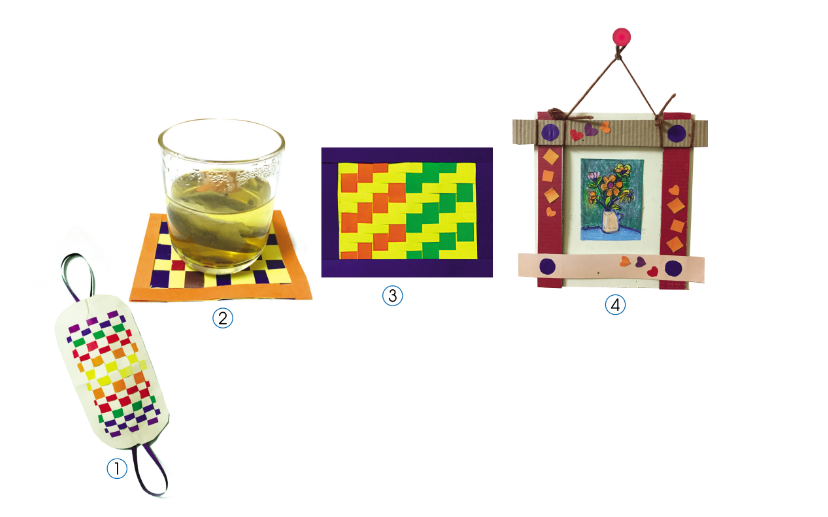 ②
③
④
①